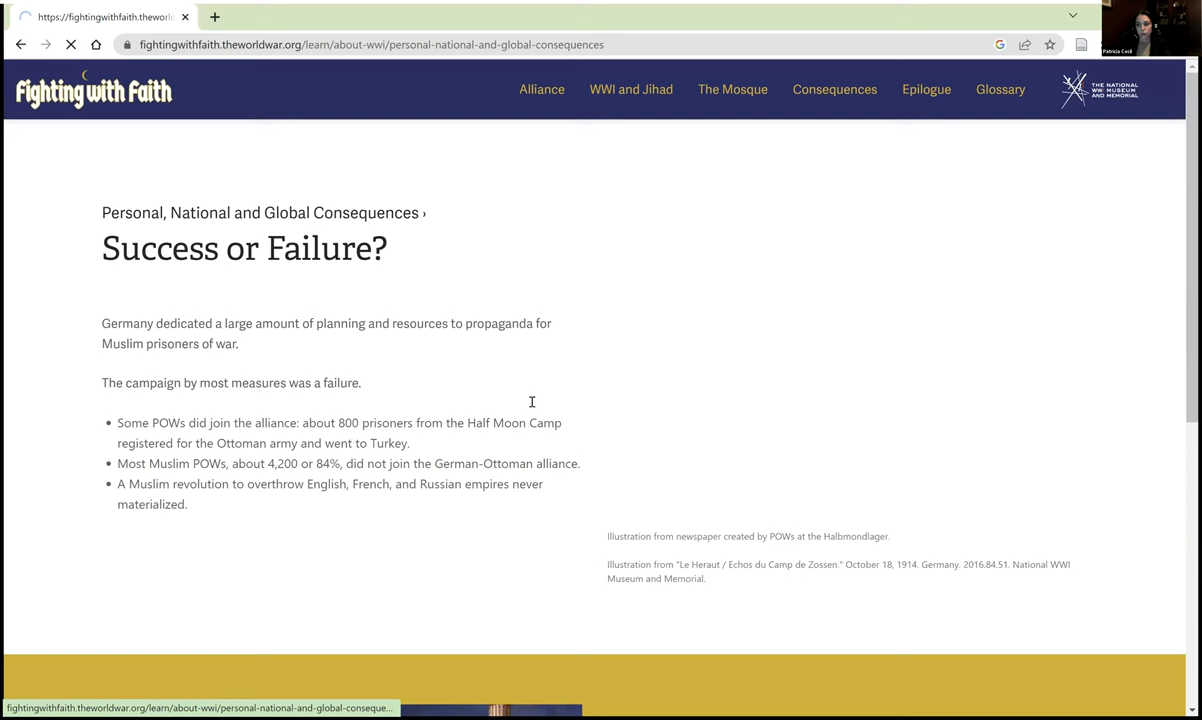 https://fightingwithfaith.theworld
fightingwithfaith.theworldwar.org/learn/about-wwi/personal-national-and-global-consequences
Patricia Cecil
Fighting with Faith
Alliance
WWI and Jihad
The Mosque
Consequences
Epilogue
Glossary
THE NATIONAL
WWI MUSEUM
AND MEMORIAL
Personal, National and Global Consequences ›
Success or Failure?
Germany dedicated a large amount of planning and resources to propaganda for
Muslim prisoners of war.
The campaign by most measures was a failure.
• Some POWs did join the alliance: about 800 prisoners from the Half Moon Camp
registered for the Ottoman army and went to Turkey.
• Most Muslim POWs, about 4,200 or 84%, did not join the German-Ottoman alliance.
• A Muslim revolution to overthrow English, French, and Russian empires never
materialized.
Illustration from newspaper created by POWs at the Halbmondlager.
Illustration from "Le Heraut / Echos du Camp de Zossen." October 18, 1914. Germany. 2016.84.51. National WWI
Museum and Memorial.
fightingwithfaith.theworldwar.org/learn/about-wwi/personal-national-and-global-conseque...